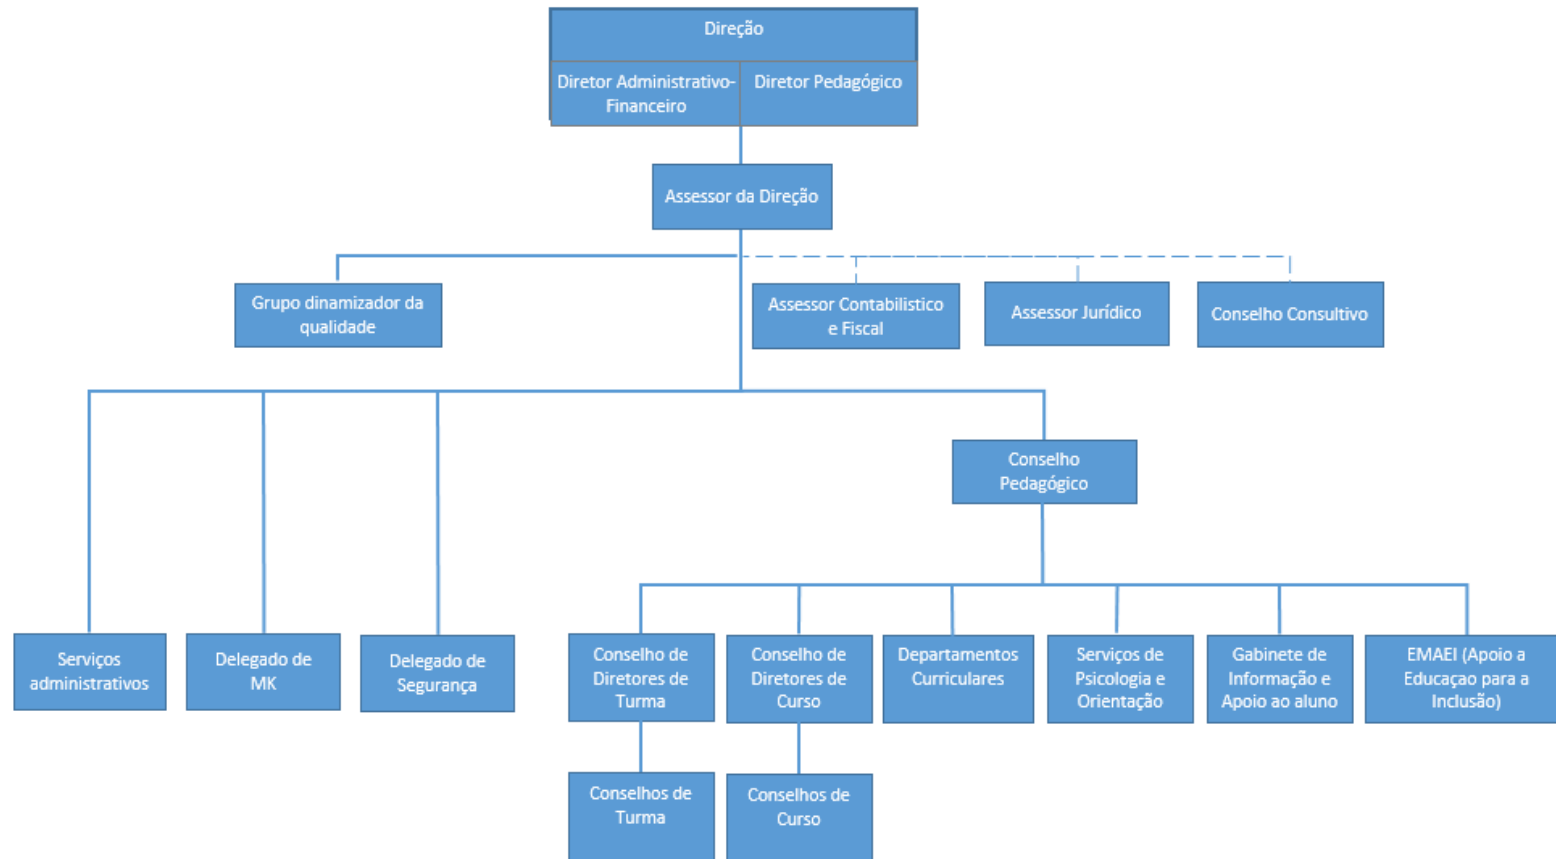 Direção
Diretor Administrativo-
Financeiro
Diretor Pedagógico
Assessor da Direção
Grupo dinamizador da
qualidade
Assessor Contabilistico
e Fiscal
Assessor Jurídico
Conselho Consultivo
Conselho
Pedagógico
Serviços
administrativos
Delegado de
MK
Delegado de
Segurança
Conselho de
Diretores de
Turma
Conselho de
Diretores de
Curso
Departamentos
Curriculares
Serviços de
Psicologia e
Orientação
Gabinete de
Informação e
Apoio ao aluno
EMAEI (Apoio a
Educaçao para a
Inclusão)
Conselhos de
Turma
Conselhos de
Curso